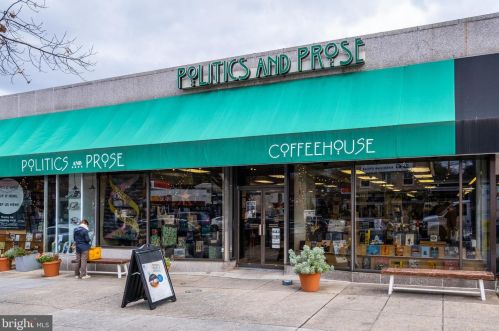 POLITICS AND PROSE
POLITICS AND PROSE
COFFEEHOUSE
bright MLS